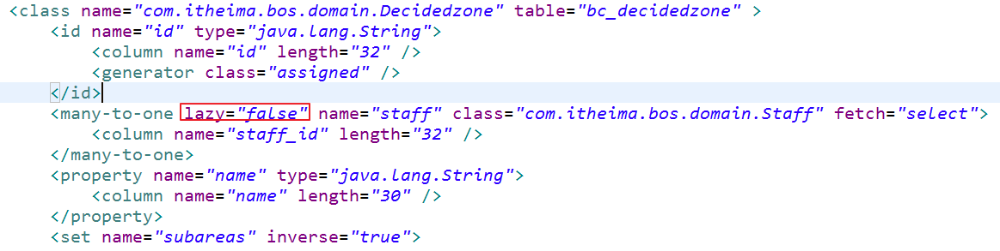 <class name="com.itheima.bos.domain.Decidedzone" table="bc_decidedzone" >
    <id name="id" type="java.lang.String">
        <column name="id" length="32" />
        <generator class="assigned" />
    </id>
    <many-to-one lazy="false" name="staff" class="com.itheima.bos.domain.Staff" fetch="select">
        <column name="staff_id" length="32" />
    </many-to-one>
    <property name="name" type="java.lang.String">
        <column name="name" length="30" />
    </property>
    <set name="subareas" inverse="true">